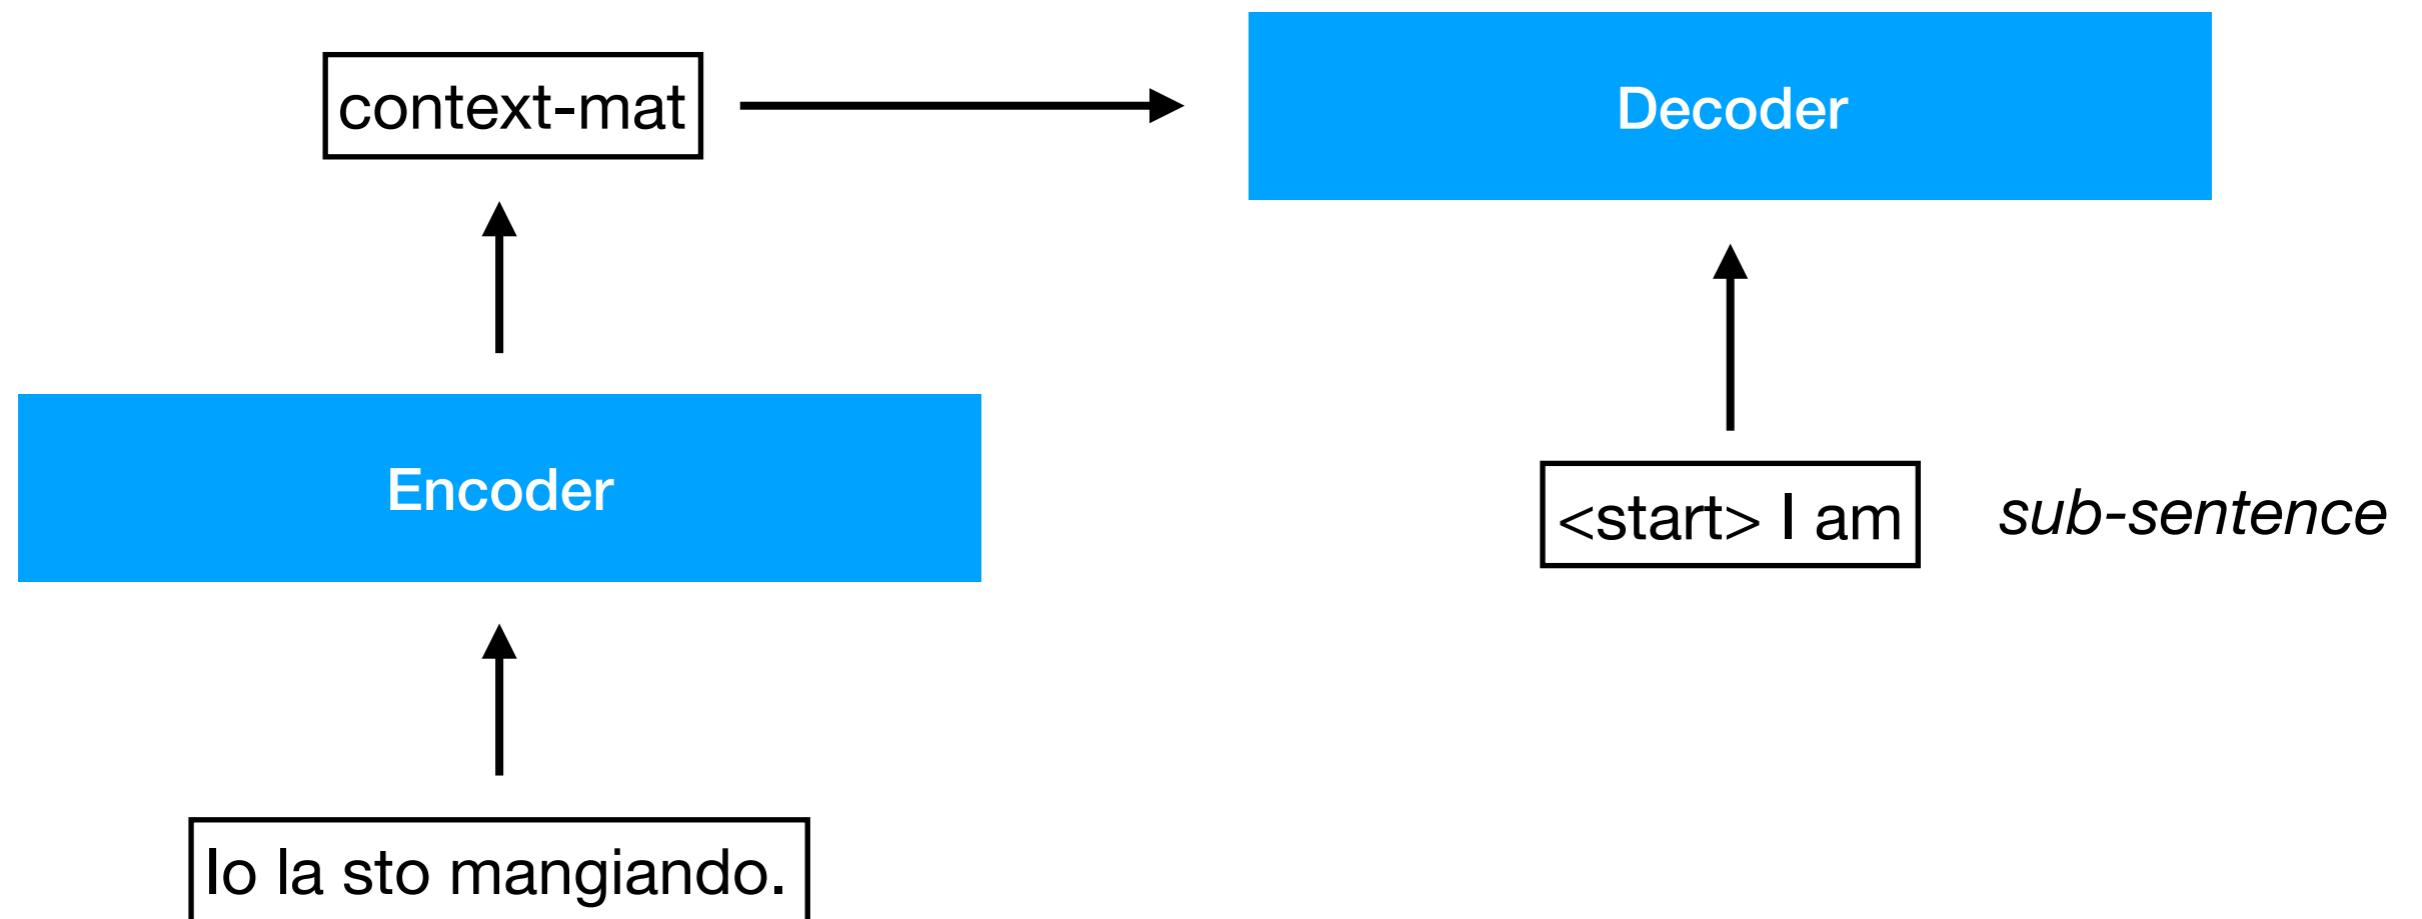 context-mat
Decoder
Encoder
<start> I am
sub-sentence
Io la sto mangiando.